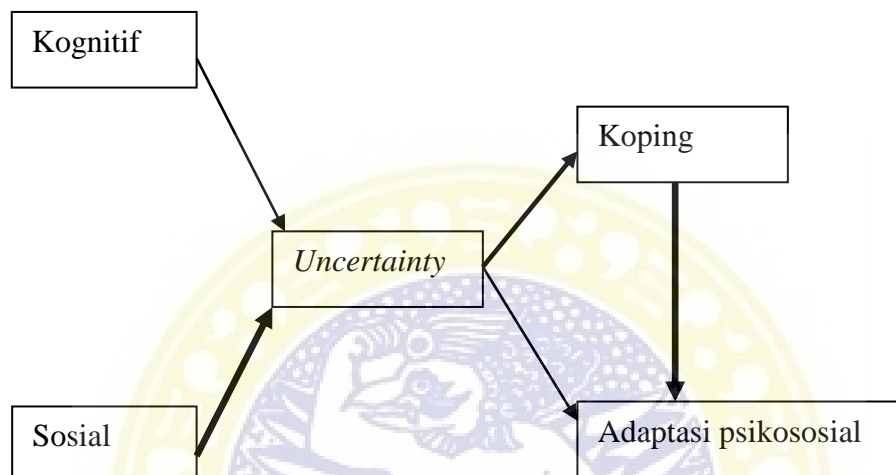 Kognitif
Koping
Uncertainty
Sosial
Adaptasi psikososial